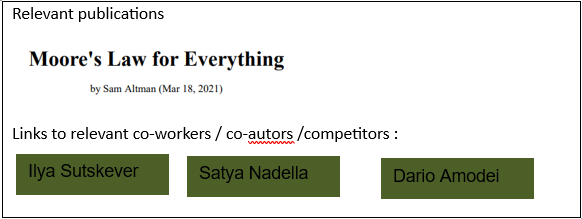 Relevant publications
Moore's Law for Everything
by Sam Altman (Mar 18, 2021)
Links to relevant co-workers / co-autors /competitors :
Ilya Sutskever
Satya Nadella
Dario Amodei